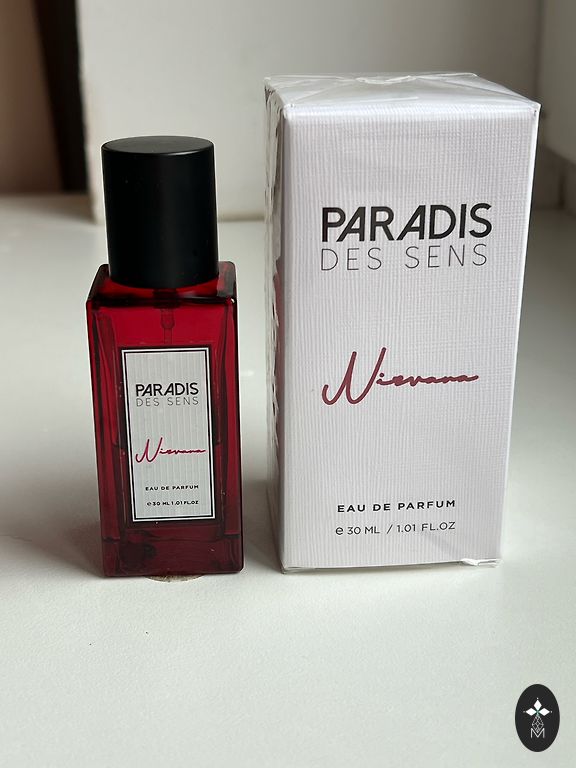 PARADIS
DES SENS
Nirvana
EAU DE PARFUM
e 30 ML 1.01 FL.OZ
PARADIS
DES SENS
Nirvana
EAU DE PARFUM
e 30 ML / 1.01 FL.OZ
M